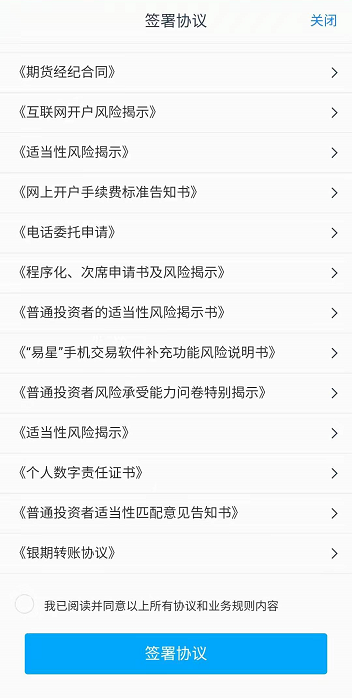 签署协议
关闭
《期货经纪合同》
《互联网开户风险揭示》
《适当性风险揭示》
《网上开户手续费标准告知书》
《电话委托申请》
《程序化、次席申请书及风险揭示》
《普通投资者的适当性风险揭示书》
《“易星”手机交易软件补充功能风险说明书》
《普通投资者风险承受能力问卷特别揭示》
《适当性风险揭示》
《个人数字责任证书》
《普通投资者适当性匹配意见告知书》
《银期转账协议》
我已阅读并同意以上所有协议和业务规则内容
签署协议